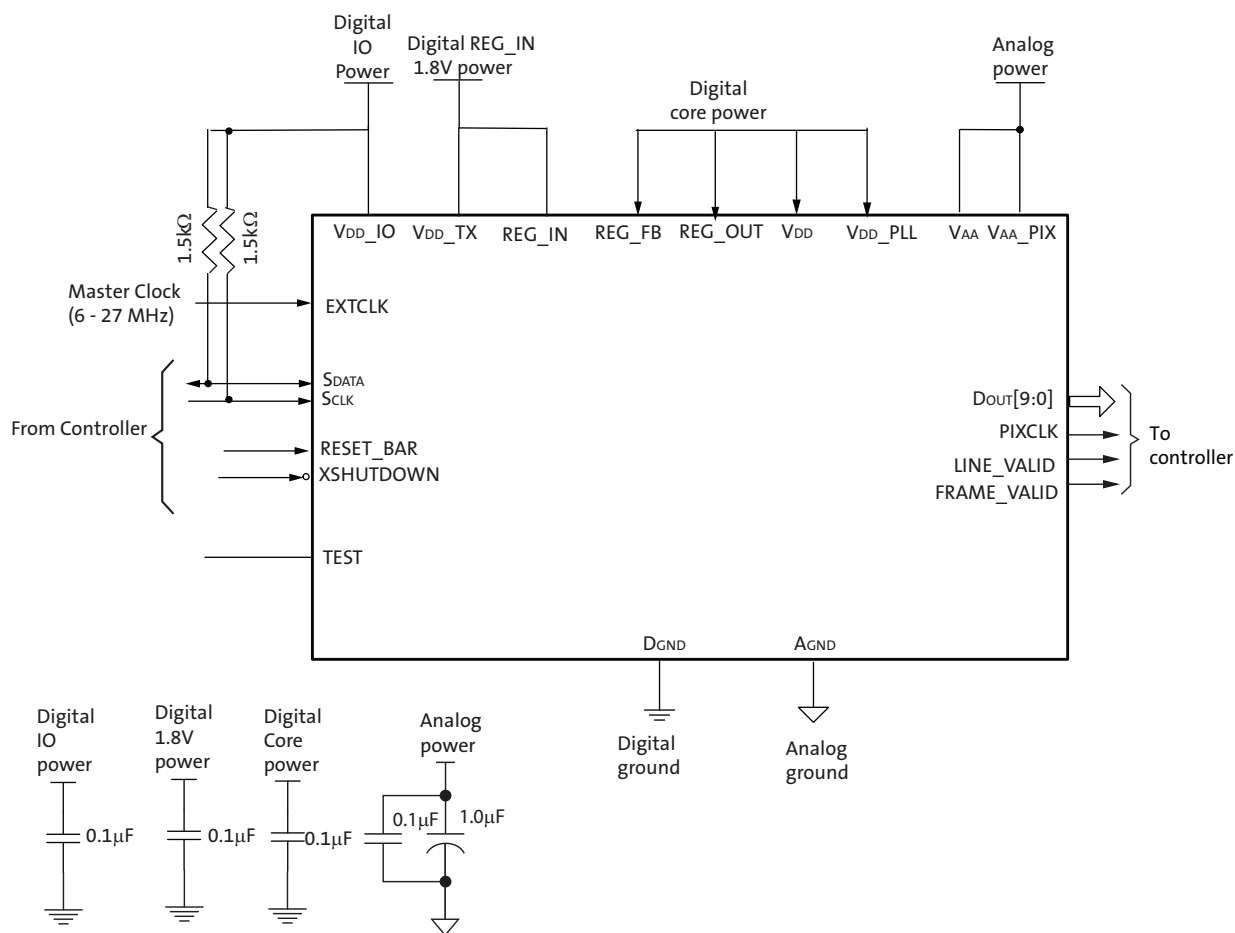 Digital
IO
Power
Digital REG_IN
1.8V power
Digital
core power
Analog
power
1.5kΩ
1.5kΩ
VDD_IO
VDD_TX
REG_IN
REG_FB
REG_OUT
VDD
VDD_PLL
VAA
VAA_PIX
Master Clock
(6 - 27 MHz)
EXTCLK
From Controller
SDATA
SCLK
RESET_BAR
XSHUTDOWN
TEST
DOUT[9:0]
PIXCLK
LINE_VALID
FRAME_VALID
To
controller
DGND
AGND
Digital
ground
Analog
ground
Digital
IO
power
0.1μF
Digital
1.8V
power
0.1μF
Digital
Core
power
0.1μF
Analog
power
0.1μF
1.0μF